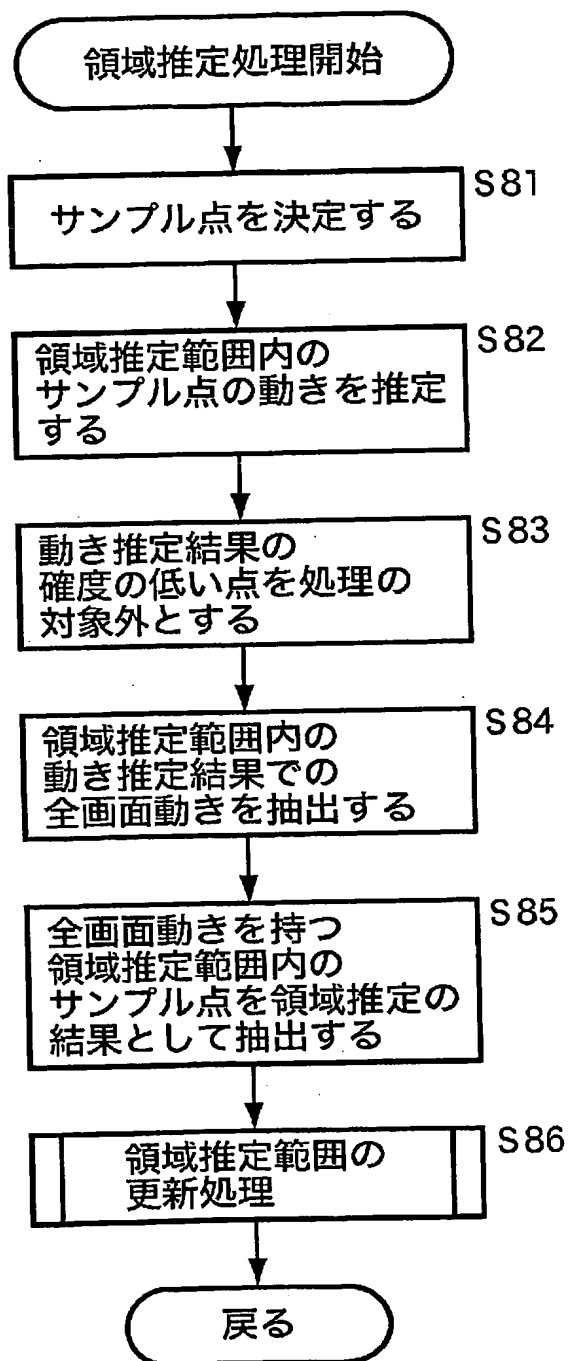 領域推定処理開始
サンプル点を決定する
S81
領域推定範囲内の
サンプル点の動きを推定
する
S82
動き推定結果の
確度の低い点を処理の
対象外とする
S83
領域推定範囲内の
動き推定結果での
全画面動きを抽出する
S84
全画面動きを持つ
領域推定範囲内の
サンプル点を領域推定の
結果として抽出する
S85
領域推定範囲の
更新処理
S86
戻る